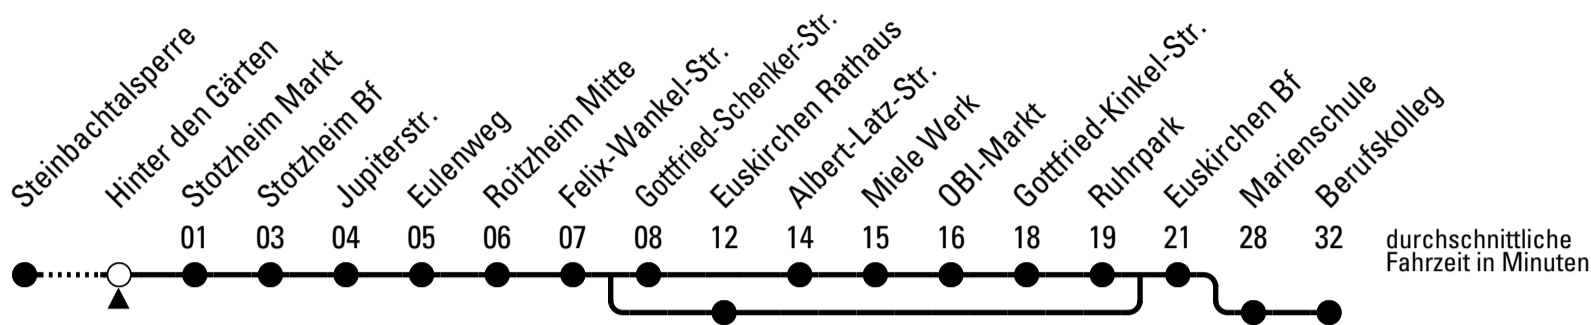 Steinbachtalsperre
Hinter den Gärten
Stotzheim Markt
Stotzheim Bf
Jupiterstr.
Eulenweg
Roitzheim Mitte
Felix-Wankel-Str.
Gottfried-Schenker-Str.
Euskirchen Rathaus
Albert-Latz-Str.
Miele Werk
OBI-Markt
Gottfried-Kinkel-Str.
Ruhrpark
Euskirchen Bf
Marienschule
Berufskolleg
01 03 04 05 06 07 08 12 14 15 16 18 19 21 28 32
durchschnittliche
Fahrzeit in Minuten